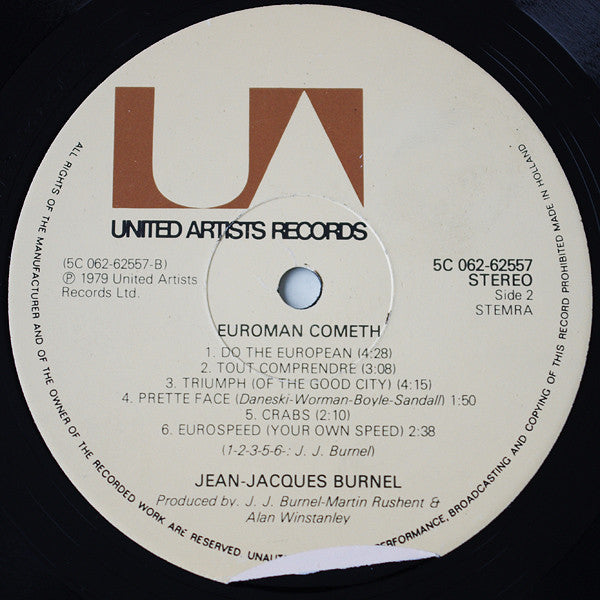 UA
UNITED ARTISTS RECORDS
(5C 062-62557-B)
Ⓟ 1979 United Artists
Records Ltd.
5C 062-62557
STEREO
Side 2
STEMRA
EUROMAN COMETH
1. DO THE EUROPEAN (4:28)
2. TOUT COMPRENDRE (3:08)
3. TRIUMPH (OF THE GOOD CITY) (4:15)
4. PRETTE FACE (Daneski-Worman-Boyle-Sandall) 1:50
5. CRABS (2:10)
6. EUROSPEED (YOUR OWN SPEED) 2:38
(1-2-3-5-6-: J. J. Burnel)
JEAN-JACQUES BURNEL
Produced by: J. J. Burnel-Martin Rushent &
Alan Winstanley
ALL RIGHTS OF THE MANUFACTURER AND OF THE OWNER OF THE RECORDED WORK ARE RESERVED. PERFORMANCE, BROADCASTING AND COPYING OF THIS RECORD PROHIBITED MADE IN HOLLAND